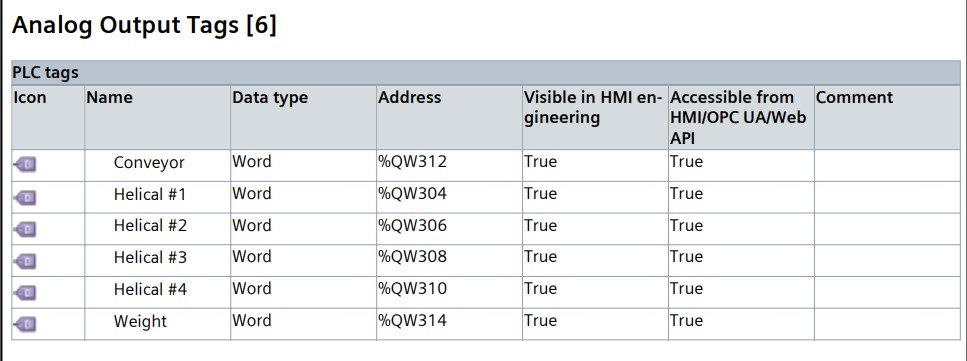 Analog Output Tags [6]
PLC tags
Icon Name Data type Address Visible in HMI en- Accessible from Comment
gineering HMI/OPC UA/Web
API
Conveyor Word %QW312 True True
Helical #1 Word %QW304 True True
Helical #2 Word %QW306 True True
Helical #3 Word %QW308 True True
Helical #4 Word %QW310 True True
Weight Word %QW314 True True